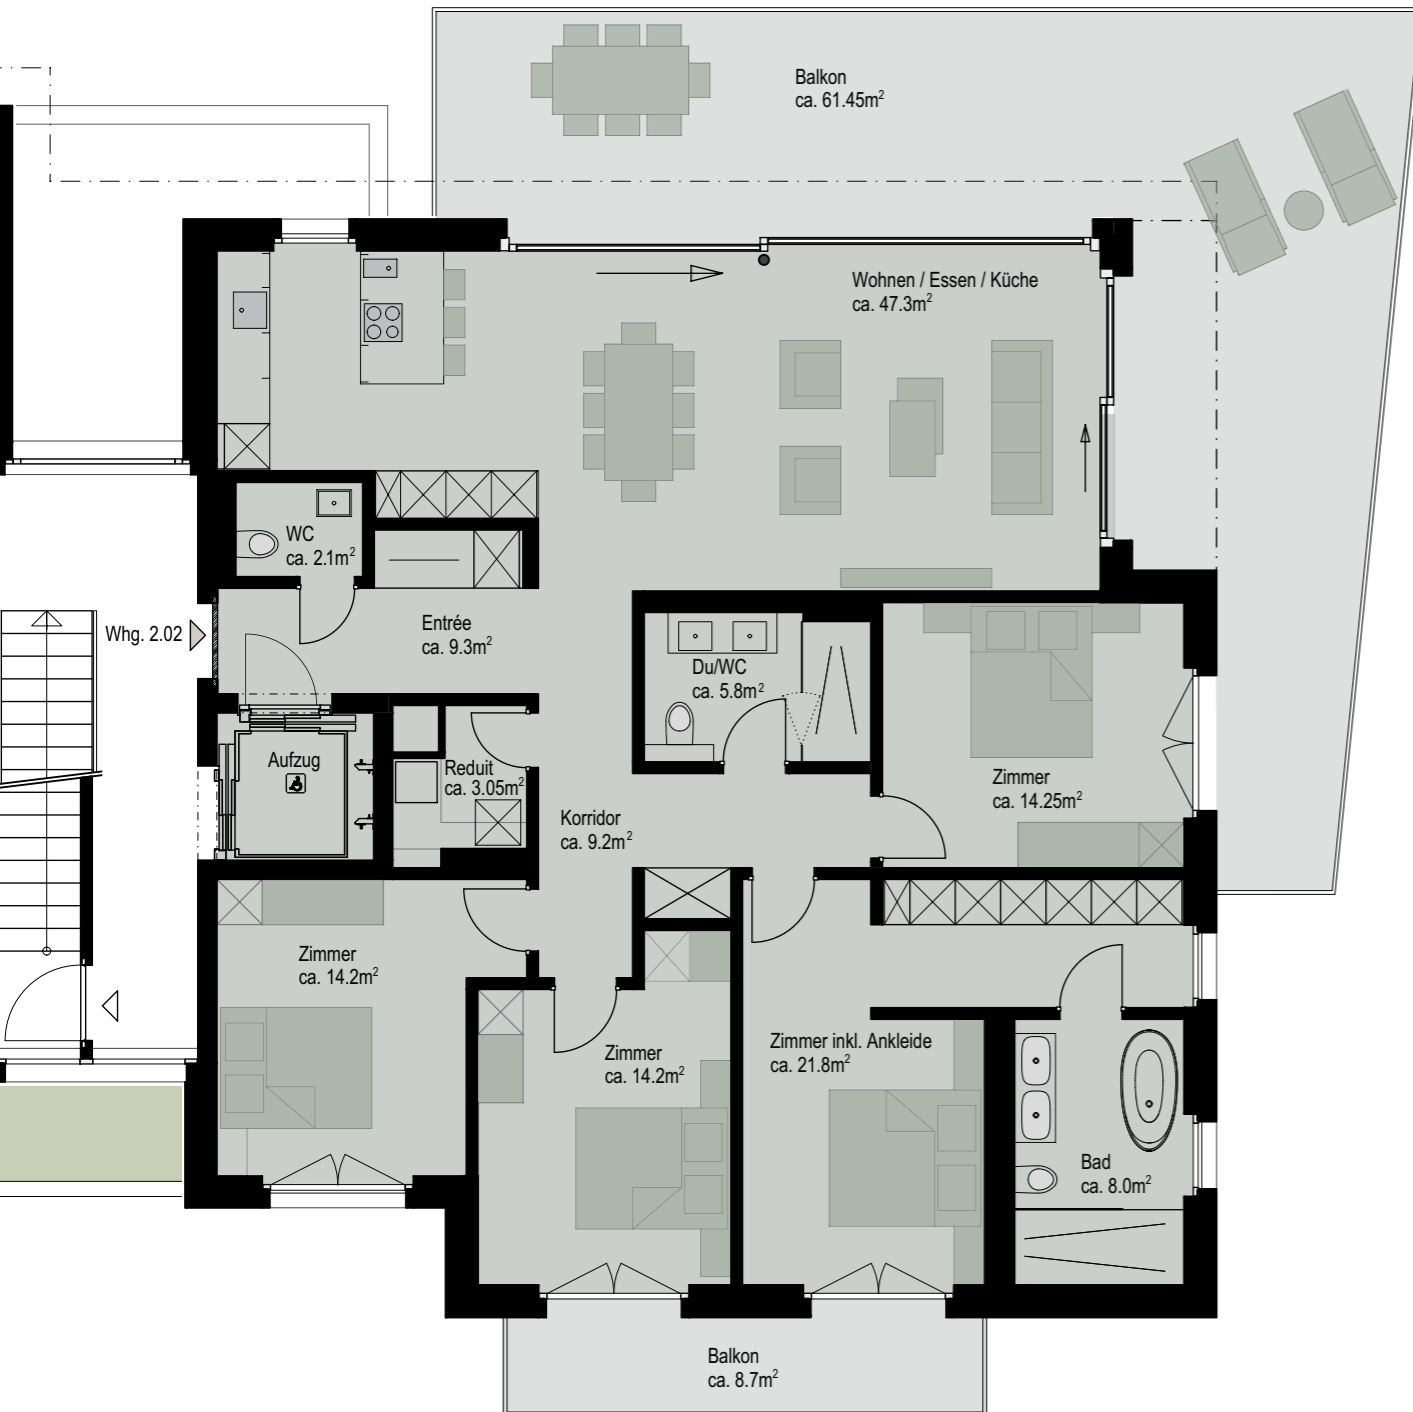 Balkon
ca. 61.45m²
Wohnen / Essen / Küche
ca. 47.3m²
WC
ca. 2.1m²
Whg. 2.02
Entrée
ca. 9.3m²
Du/WC
ca. 5.8m²
Aufzug
Reduit
ca. 3.05m²
Zimmer
ca. 14.25m²
Korridor
ca. 9.2m²
Zimmer
ca. 14.2m²
Zimmer
ca. 14.2m²
Zimmer inkl. Ankleide
ca. 21.8m²
Bad
ca. 8.0m²
Balkon
ca. 8.7m²